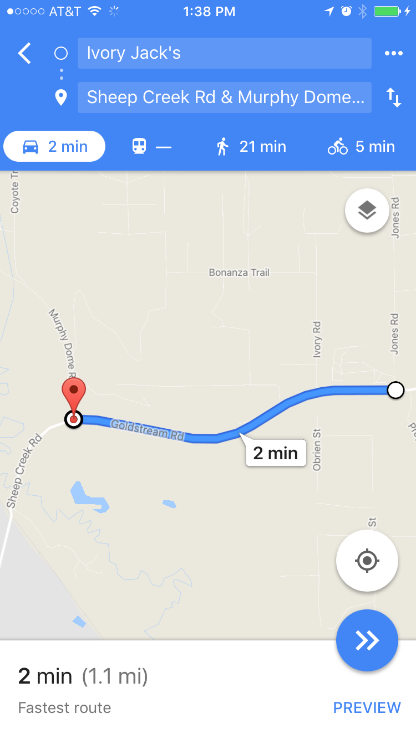 AT&T 1:38 PM
Ivory Jack's
Sheep Creek Rd & Murphy Dome...
2 min — 21 min 5 min
Coyote Tr
Jones Rd
Bonanza Trail
Murphy Dome R
Ivory Rd
Jones Rd
Goldstream Rd
2 min
Obrien St
Sheep Creek Rd
St
2 min (1.1 mi)
Fastest route
PREVIEW